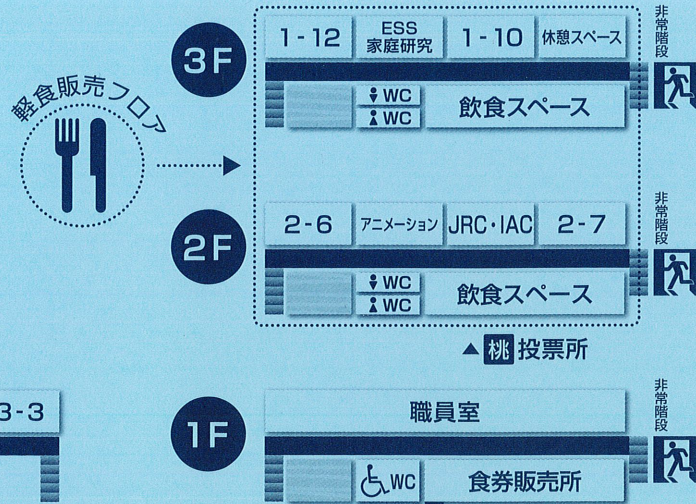 軽食販売フロア
3F
1-12
ESS
家庭研究
1-10
休憩スペース
非常階段
WC
WC
飲食スペース
2F
2-6
アニメーション
JRC・IAC
2-7
非常階段
WC
WC
飲食スペース
▲桃投票所
3-3
1F
職員室
非常階段
WC
食券販売所